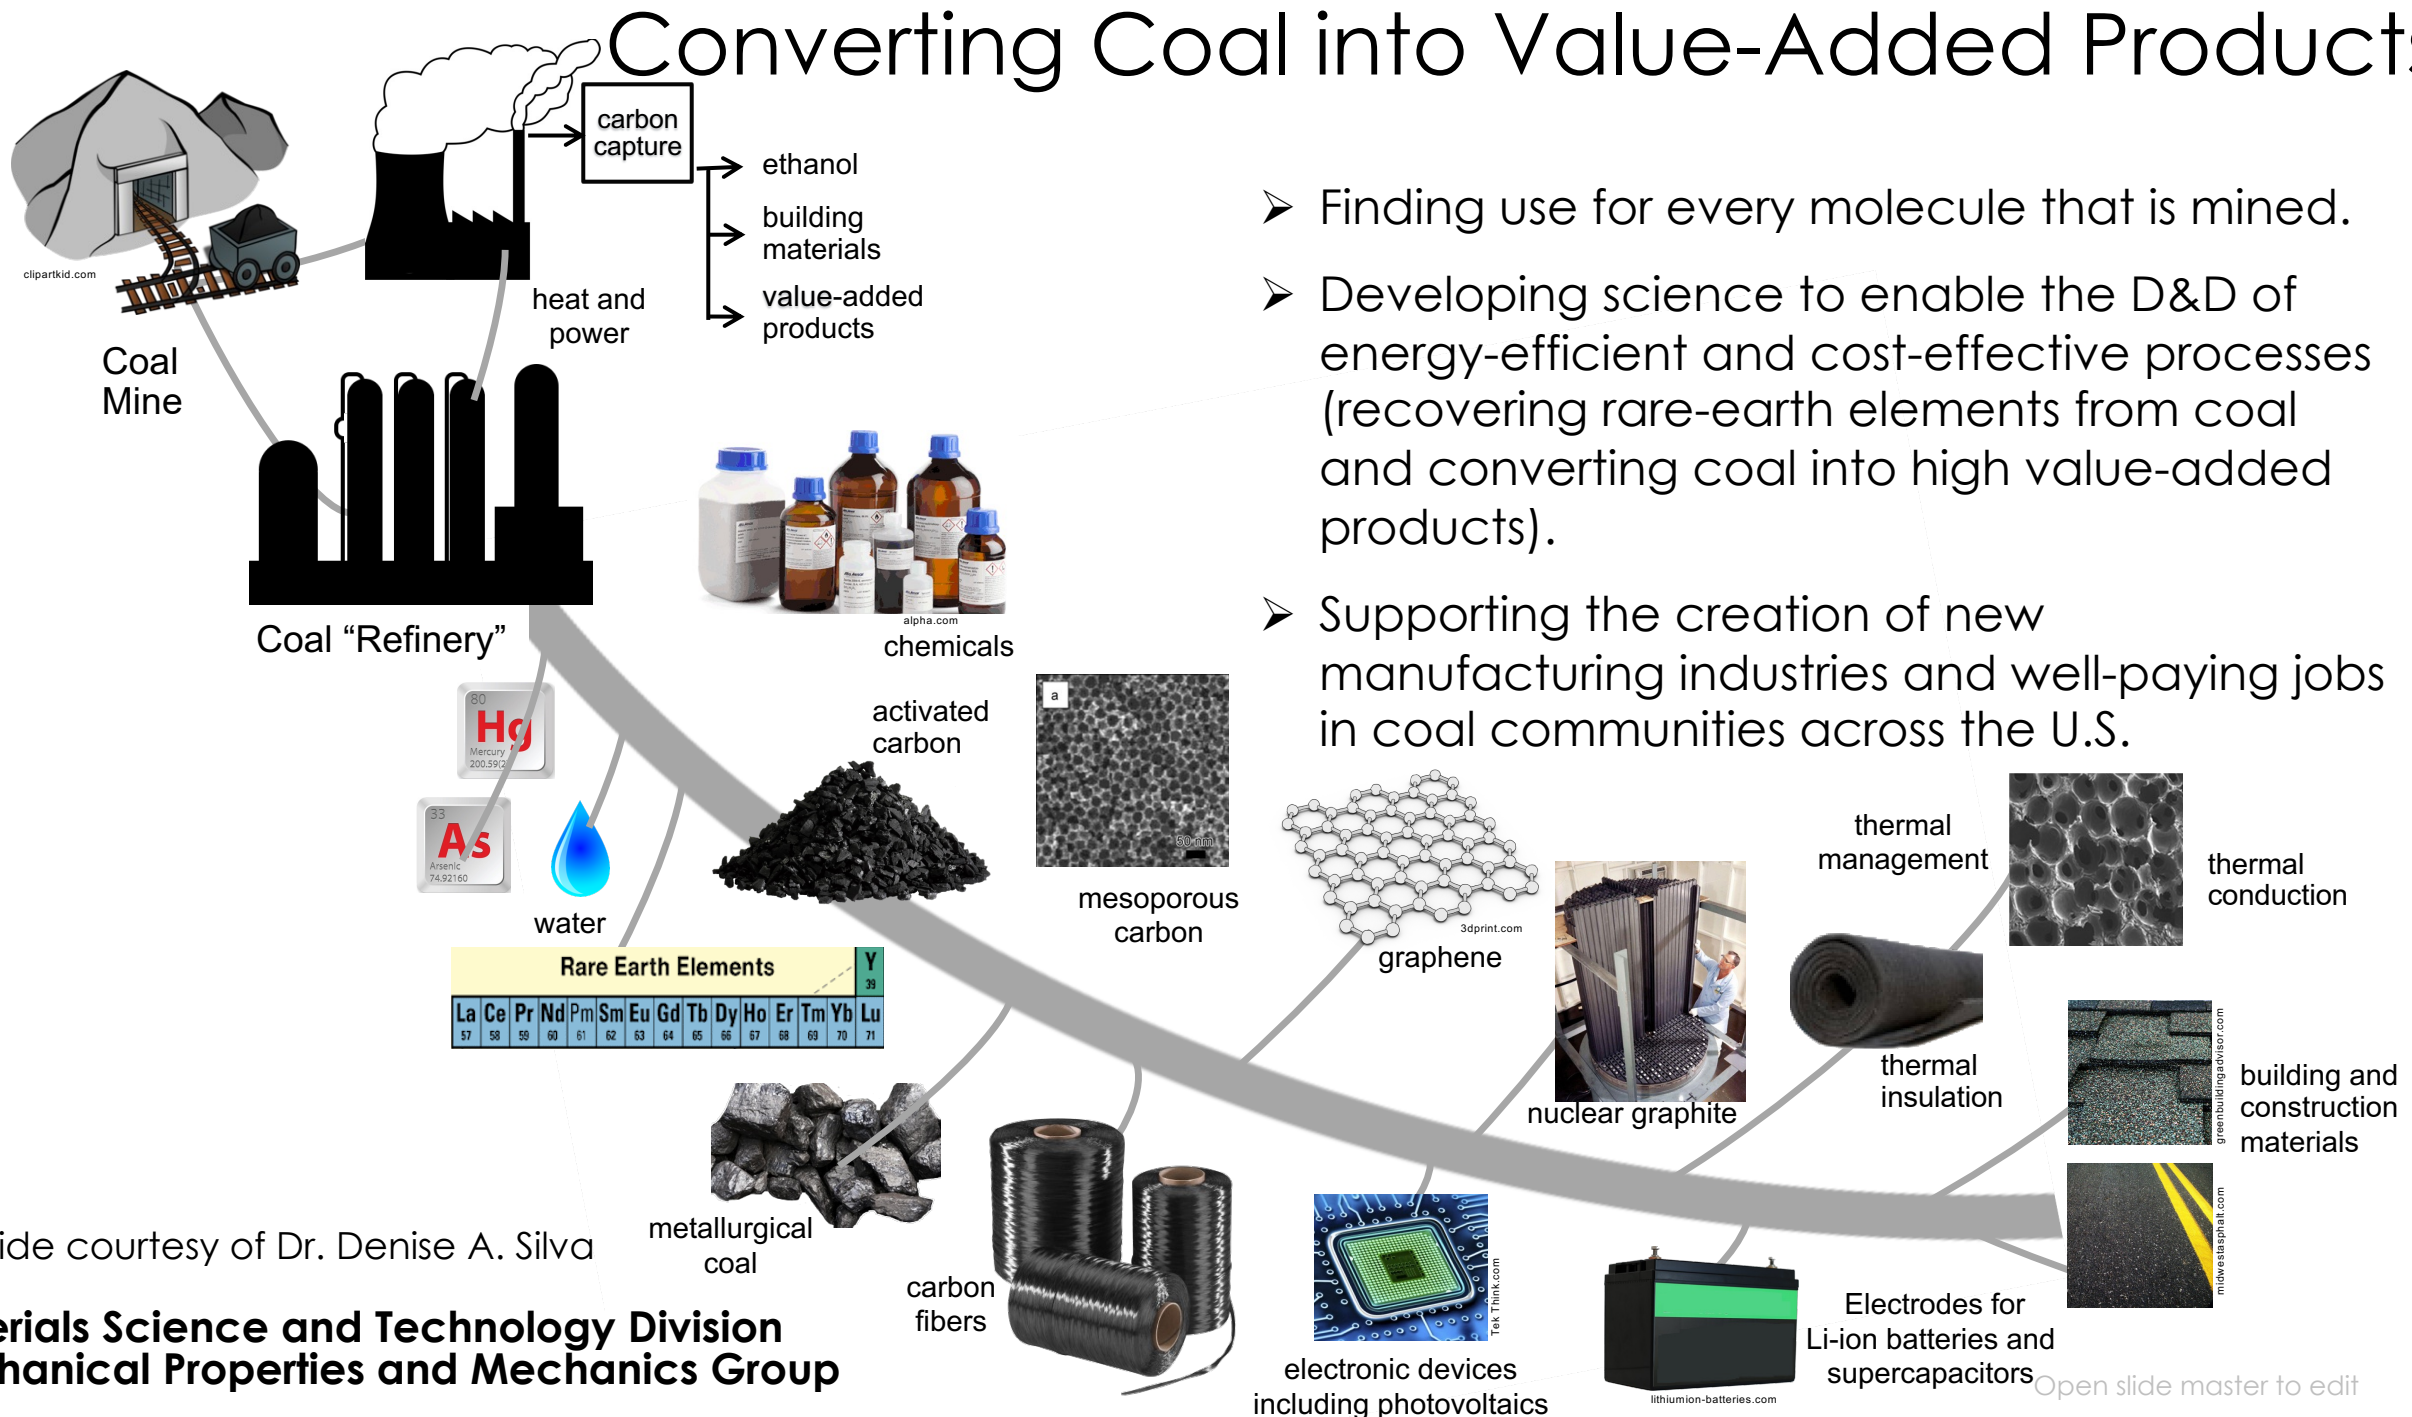 Converting Coal into Value-Added Products
carbon
capture
ethanol
building
materials
value-added
products
clipartkid.com
heat and
power
Coal
Mine
➢ Finding use for every molecule that is mined.
➢ Developing science to enable the D&D of
energy-efficient and cost-effective processes
(recovering rare-earth elements from coal
and converting coal into high value-added
products).
➢ Supporting the creation of new
manufacturing industries and well-paying jobs
in coal communities across the U.S.
Coal “Refinery”
alpha.com
chemicals
80
Hg
Mercury
200.59(2
33
As
Arsenic
74.92160
water
activated
carbon
a
50 nm
mesoporous
carbon
3dprint.com
graphene
thermal
management
thermal
conduction
Rare Earth Elements
Y
39
La Ce Pr Nd Pm Sm Eu Gd Tb Dy Ho Er Tm Yb Lu
57 58 59 60 61 62 63 64 65 66 67 68 69 70 71
nuclear graphite
thermal
insulation
greenbuildingadvisor.com
building and
construction
materials
midwestasphalt.com
metallurgical
coal
carbon
fibers
Tek Think.com
electronic devices
including photovoltaics
Electrodes for
Li-ion batteries and
supercapacitors
lithiumion-batteries.com
ide courtesy of Dr. Denise A. Silva
erials Science and Technology Division
hanical Properties and Mechanics Group
Open slide master to edit